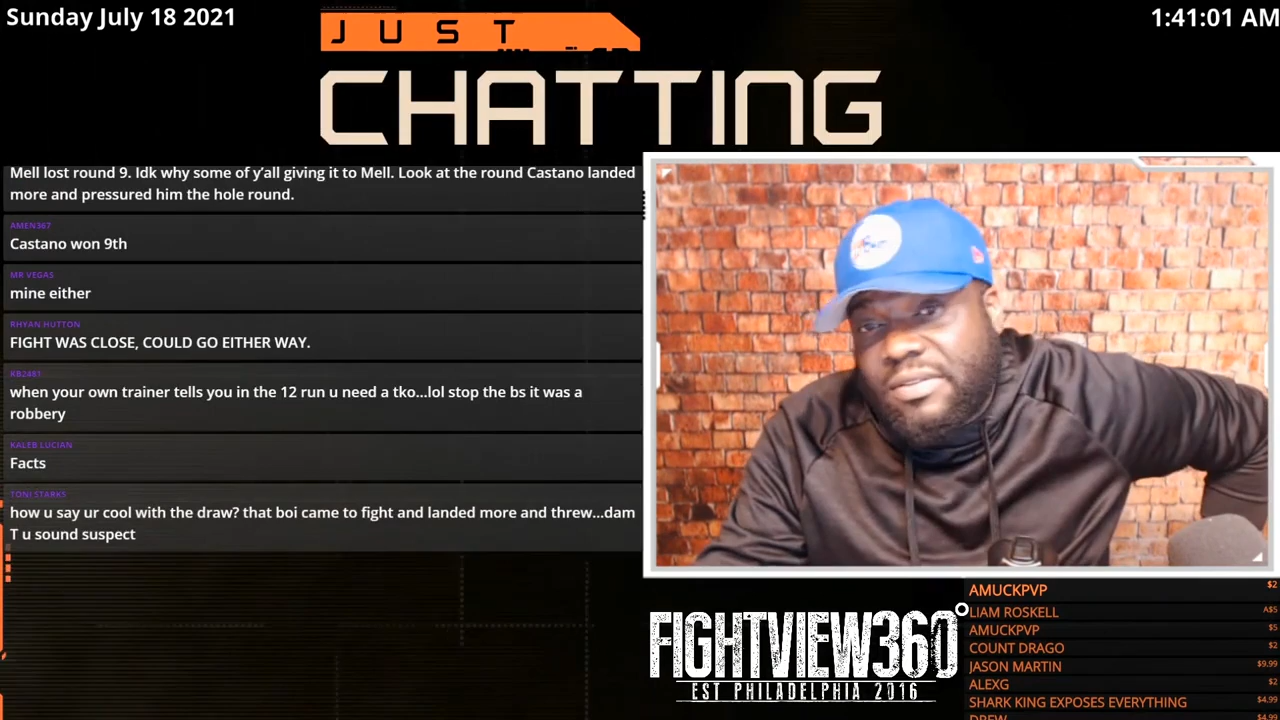 Sunday July 18 2021
1:41:01 AM
JUST
CHATTING
Mell lost round 9. Idk why some of y'all giving it to Mell. Look at the round Castano landed
more and pressured him the hole round.
AMEN367
Castano won 9th
MR VEGAS
mine either
RHYAN HUTTON
FIGHT WAS CLOSE, COULD GO EITHER WAY.
KB2481
when your own trainer tells you in the 12 run u need a tko...lol stop the bs it was a
robbery
KALEB LUCIAN
Facts
TONI STARKS
how u say ur cool with the draw? that boi came to fight and landed more and threw...dam
T u sound suspect
FIGHTVIEW360°
EST PHILADELPHIA 2016
AMUCKPVP $2
LIAM ROSKELL A$5
AMUCKPVP $5
COUNT DRAGO $2
JASON MARTIN $9.99
ALEXG $2
SHARK KING EXPOSES EVERYTHING $4.99
DREW $4.99